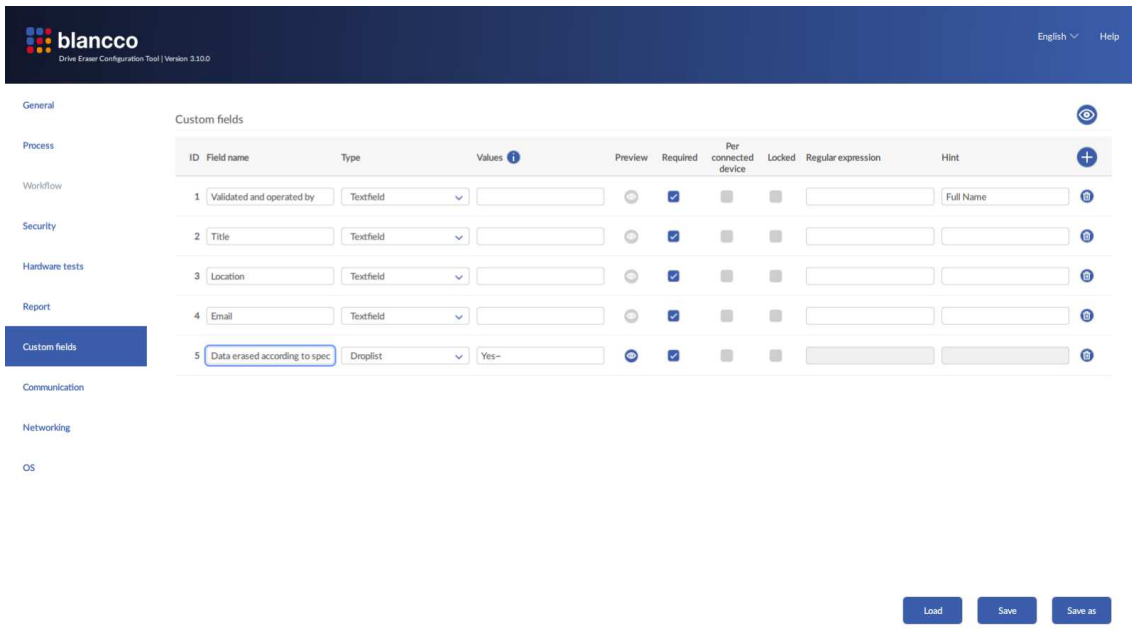 blancco
Drive Eraser Configuration Tool | Version 3.10.0
English
Help
General
Process
Workflow
Security
Hardware tests
Report
Custom fields
Communication
Networking
OS
Custom fields
ID Field name Type Values i Preview Required Per connected device Locked Regular expression Hint
1 Validated and operated by Textfield Full Name
2 Title Textfield
3 Location Textfield
4 Email Textfield
5 Data erased according to spec Droplist Yes~
Load Save Save as